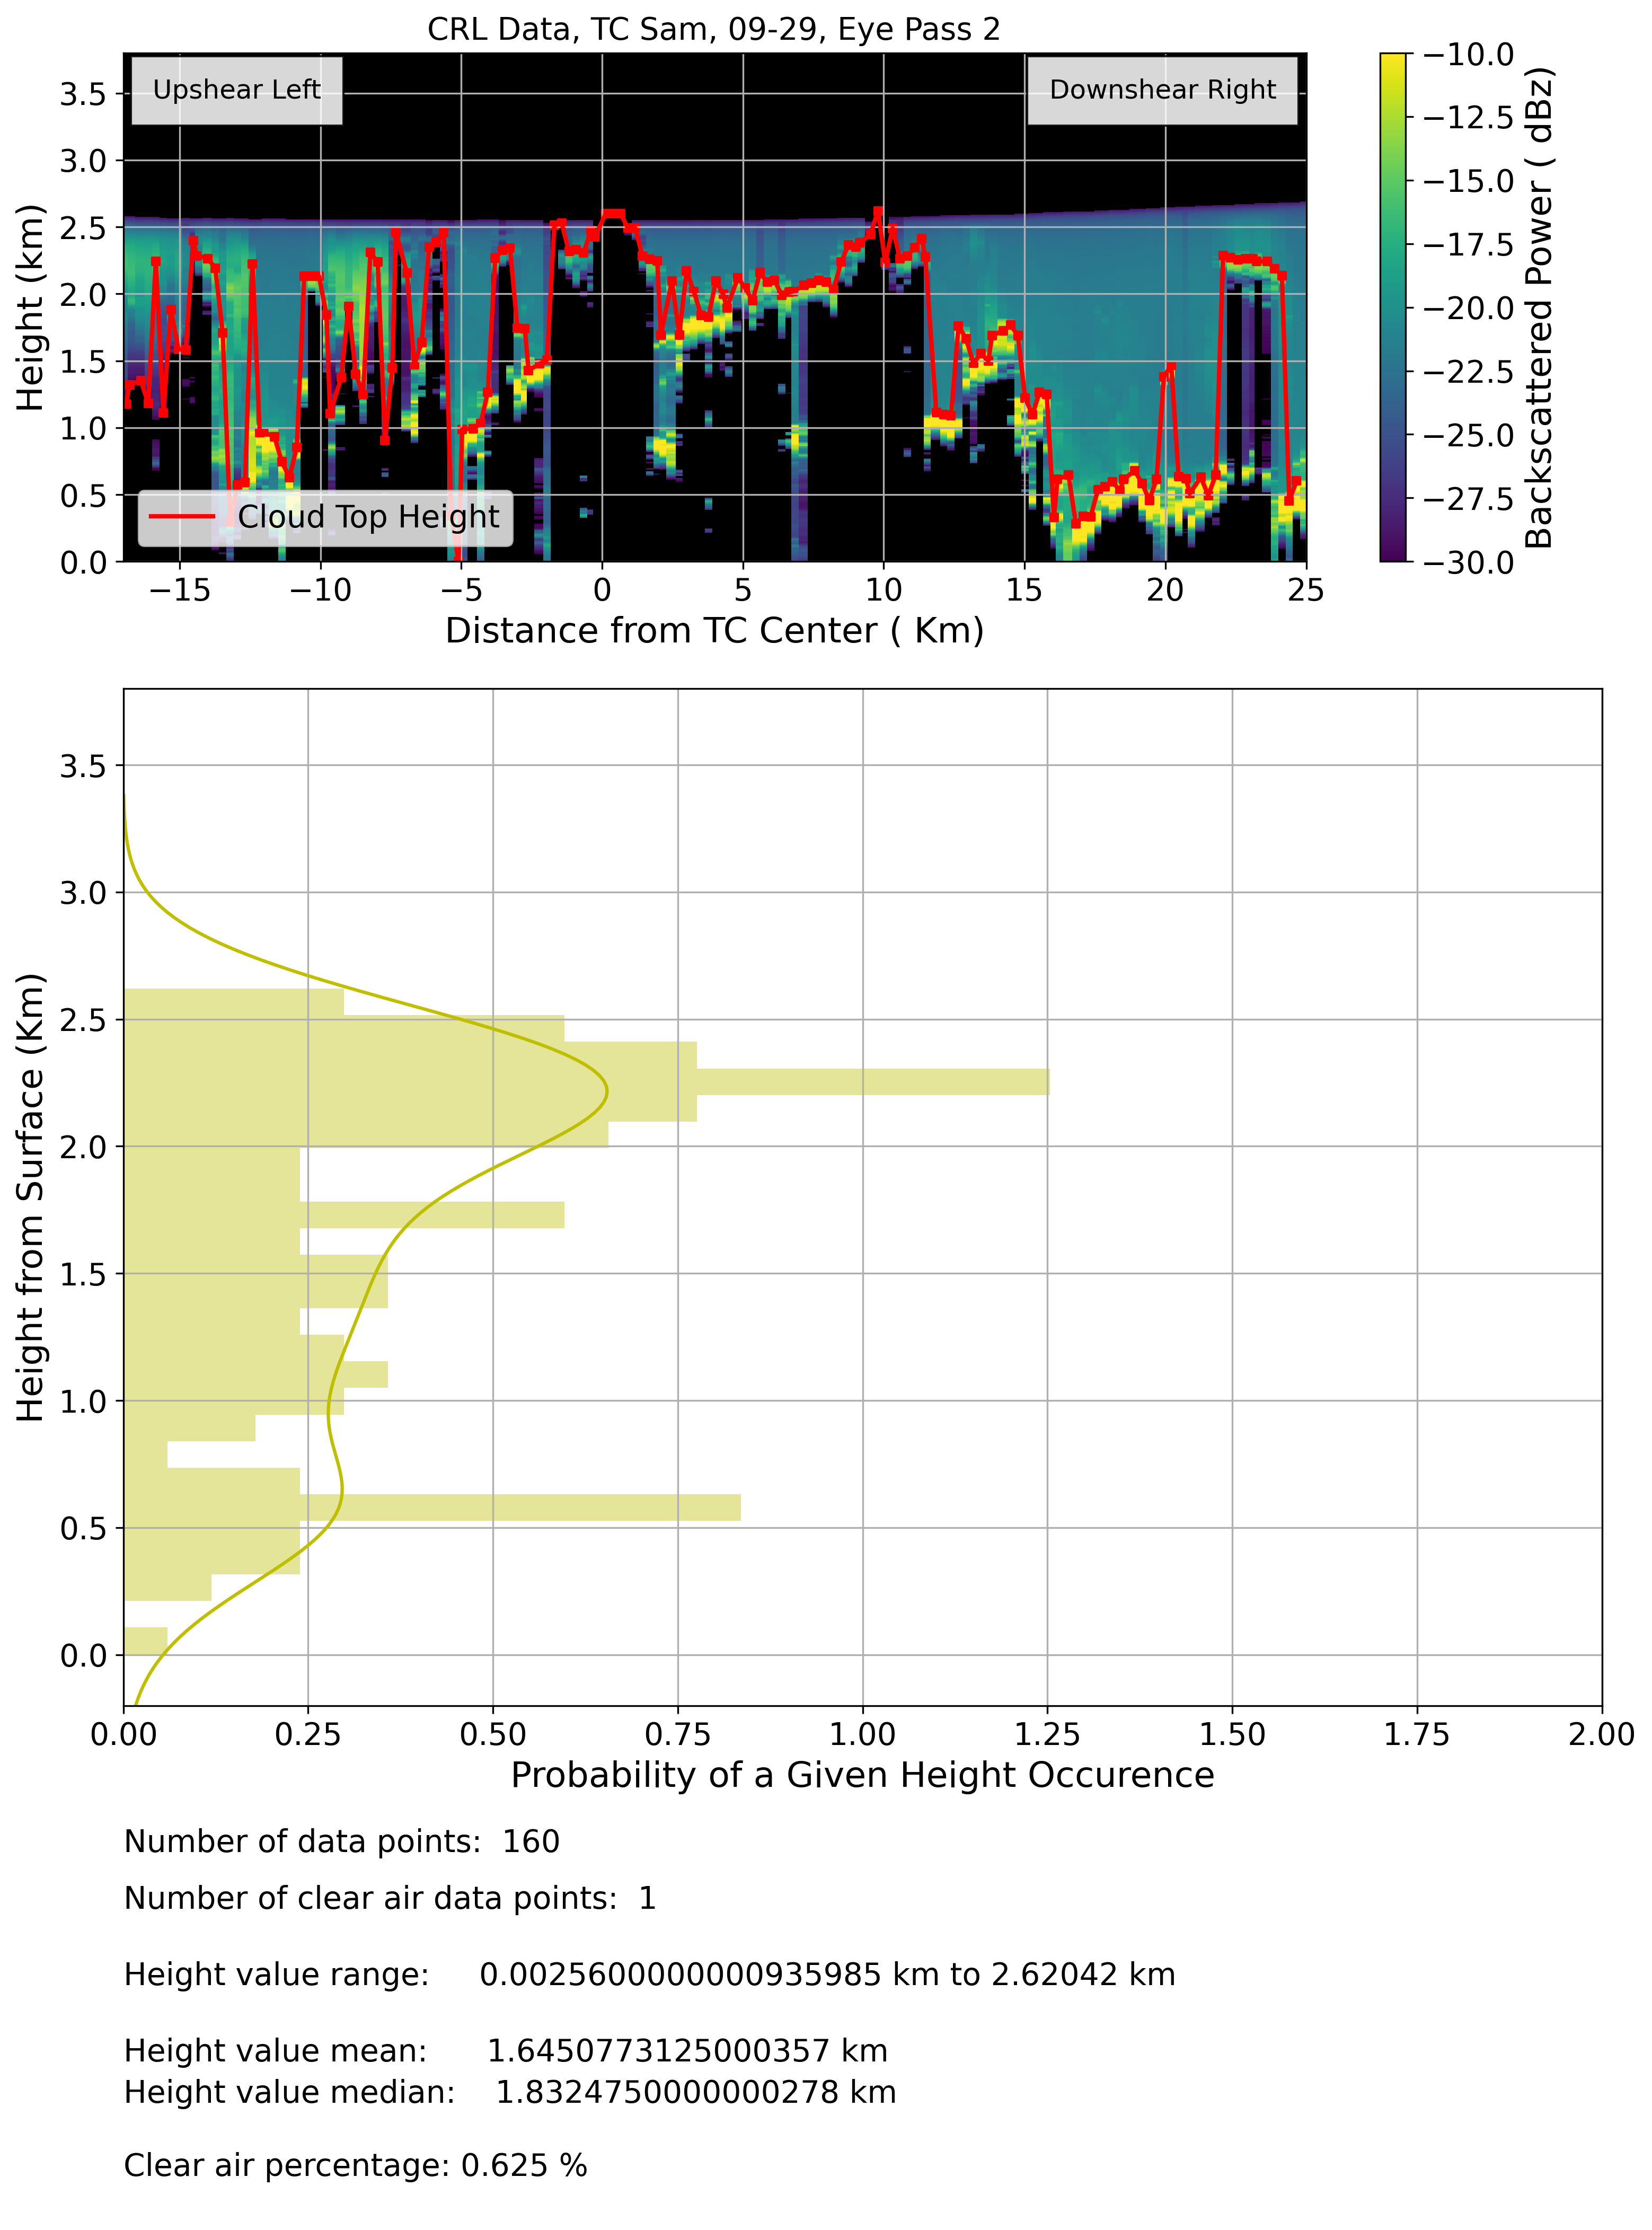 CRL Data, TC Sam, 09-29, Eye Pass 2
Upshear Left
Downshear Right
3.5
3.0
2.5
2.0
1.5
1.0
0.5
0.0
Height (km)
Cloud Top Height
−15
−10
−5
0
5
10
15
20
25
Distance from TC Center ( Km)
−10.0
−12.5
−15.0
−17.5
−20.0
−22.5
−25.0
−27.5
−30.0
Backscattered Power ( dBz)
3.5
3.0
2.5
2.0
1.5
1.0
0.5
0.0
Height from Surface (Km)
0.00
0.25
0.50
0.75
1.00
1.25
1.50
1.75
2.00
Probability of a Given Height Occurence
Number of data points: 160
Number of clear air data points: 1
Height value range: 0.0025600000000935985 km to 2.62042 km
Height value mean: 1.6450773125000357 km
Height value median: 1.8324750000000278 km
Clear air percentage: 0.625 %